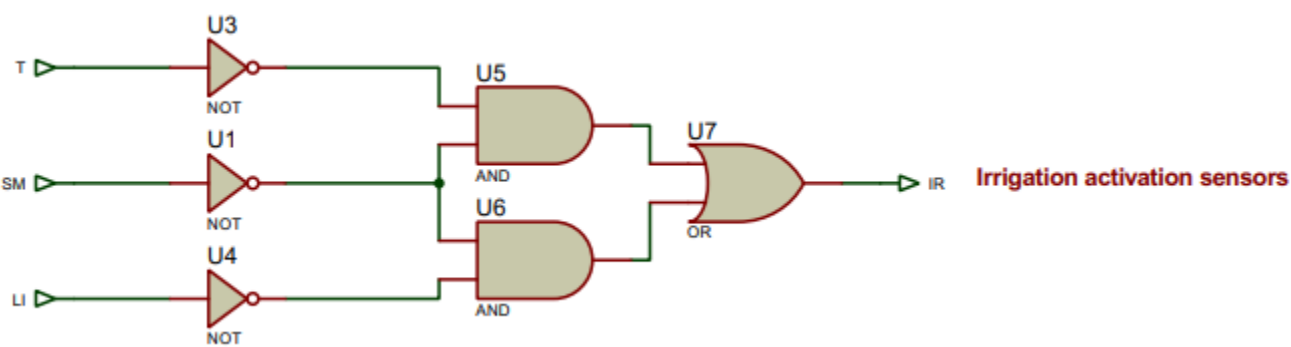 U3
T
NOT
U5
U1
AND
U7
SM
NOT
IR
Irrigation activation sensors
U6
OR
U4
LI
AND
NOT